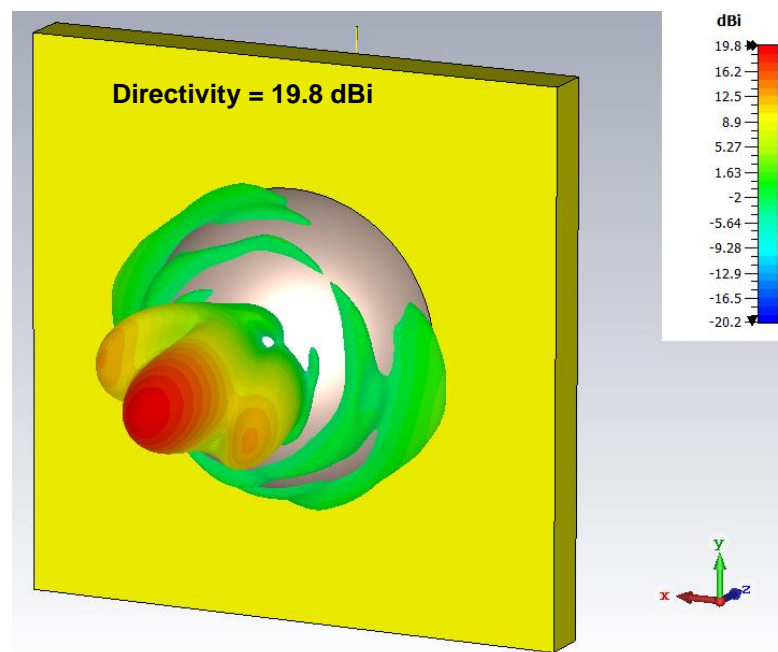 dBi
Directivity = 19.8 dBi
19.8
16.2
12.5
8.9
5.27
1.63
-2
-5.64
-9.28
-12.9
-16.5
-20.2
y
x
z